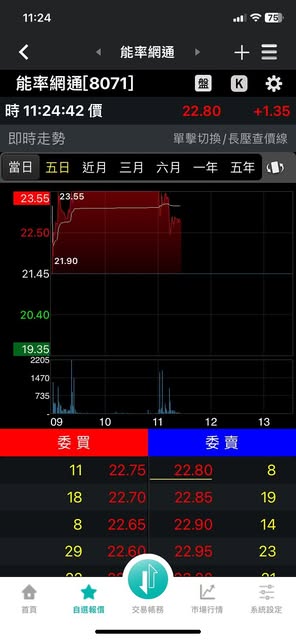 11:24
能率網通
能率網通[8071]
盤
K
時 11:24:42 價 22.80 +1.35
即時走勢 單擊切換/長壓查價線
當日 五日 近月 三月 六月 一年 五年
23.55
23.55
22.50
21.90
21.45
20.40
19.35
2205
1470
735
09 10 11 12 13
委買 委賣
11 22.75 22.80 8
18 22.70 22.85 19
8 22.65 22.90 14
29 22.60 22.95 23
首頁 自選報價 交易帳務 市場行情 系統設定